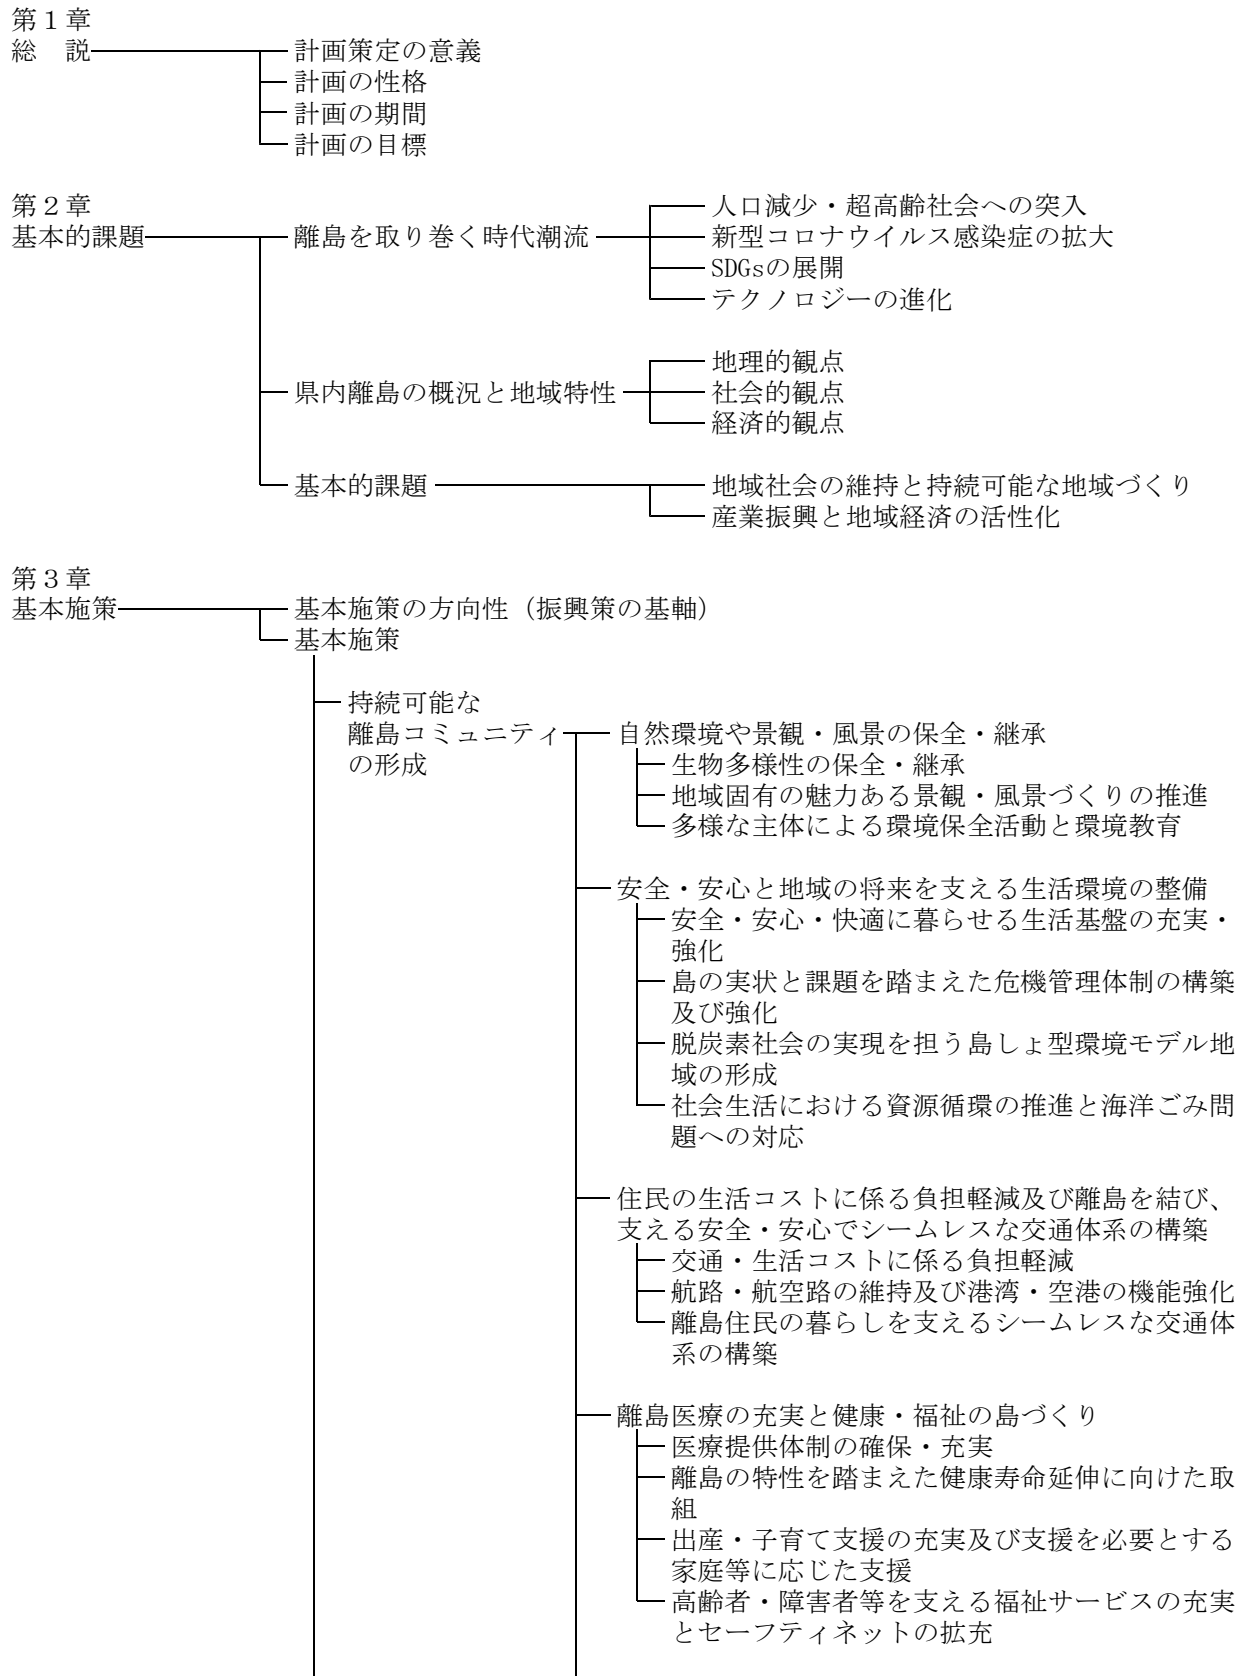 第1章
総　説　計画策定の意義
計画の性格
計画の期間
計画の目標
第2章
基本的課題　離島を取り巻く時代潮流　人口減少・超高齢社会への突入
新型コロナウイルス感染症の拡大
SDGsの展開
テクノロジーの進化
県内離島の概況と地域特性　地理的観点
社会的観点
経済的観点
基本的課題　地域社会の維持と持続可能な地域づくり
産業振興と地域経済の活性化
第3章
基本施策　基本施策の方向性（振興策の基軸）
基本施策
持続可能な
離島コミュニティ
の形成
自然環境や景観・風景の保全・継承
生物多様性の保全・継承
地域固有の魅力ある景観・風景づくりの推進
多様な主体による環境保全活動と環境教育
安全・安心と地域の将来を支える生活環境の整備
安全・安心・快適に暮らせる生活基盤の充実・
強化
島の実状と課題を踏まえた危機管理体制の構築
及び強化
脱炭素社会の実現を担う島しょ型環境モデル地
域の形成
社会生活における資源循環の推進と海洋ごみ問
題への対応
住民の生活コストに係る負担軽減及び離島を結び、
支える安全・安心でシームレスな交通体系の構築
交通・生活コストに係る負担軽減
航路・航空路の維持及び港湾・空港の機能強化
離島住民の暮らしを支えるシームレスな交通体
系の構築
離島医療の充実と健康・福祉の島づくり
医療提供体制の確保・充実
離島の特性を踏まえた健康寿命延伸に向けた取
組
出産・子育て支援の充実及び支援を必要とする
家庭等に応じた支援
高齢者・障害者等を支える福祉サービスの充実
とセーフティネットの拡充